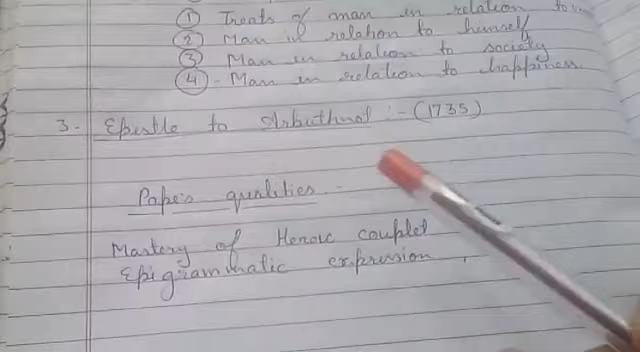 ① Treats of man in relation to
② Man in relation to himself
③ Man in relation to society
④ - Man in relation to happiness.
3. Epistle to Arbuthnot :- (1735)
Pope's qualities -
Mastery of Heroic couplet
Epigrammatic expression .